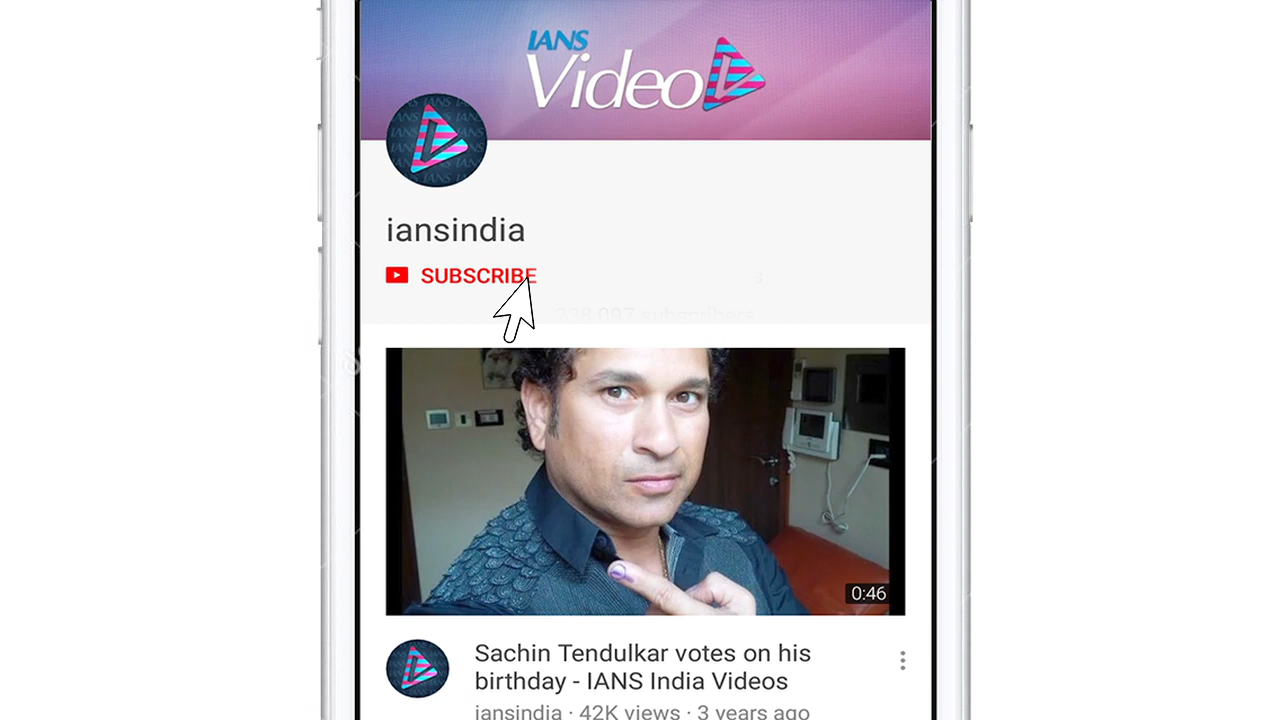 IANS
Video
iansindia
SUBSCRIBE
subscribers
0:46
Sachin Tendulkar votes on his
birthday - IANS India Videos
iansindia · 42K views · 3 years ago